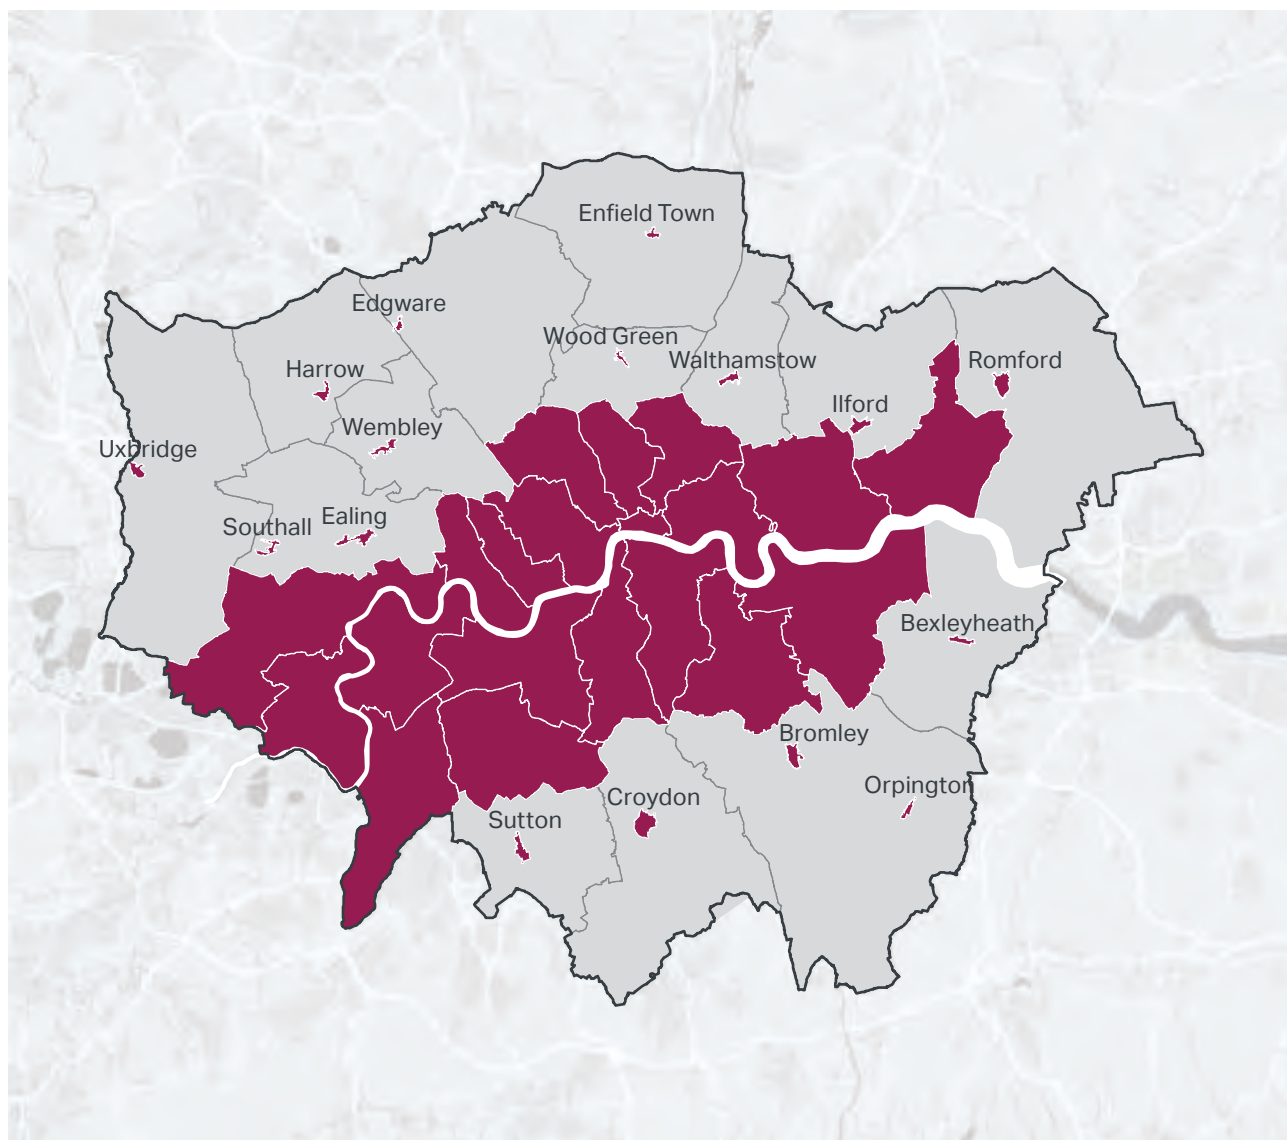 Enfield Town
Edgware
Wood Green
Walthamstow
Romford
Harrow
Ilford
Wembley
Uxbridge
Ealing
Southall
Bexleyheath
Bromley
Orpington
Croydon
Sutton